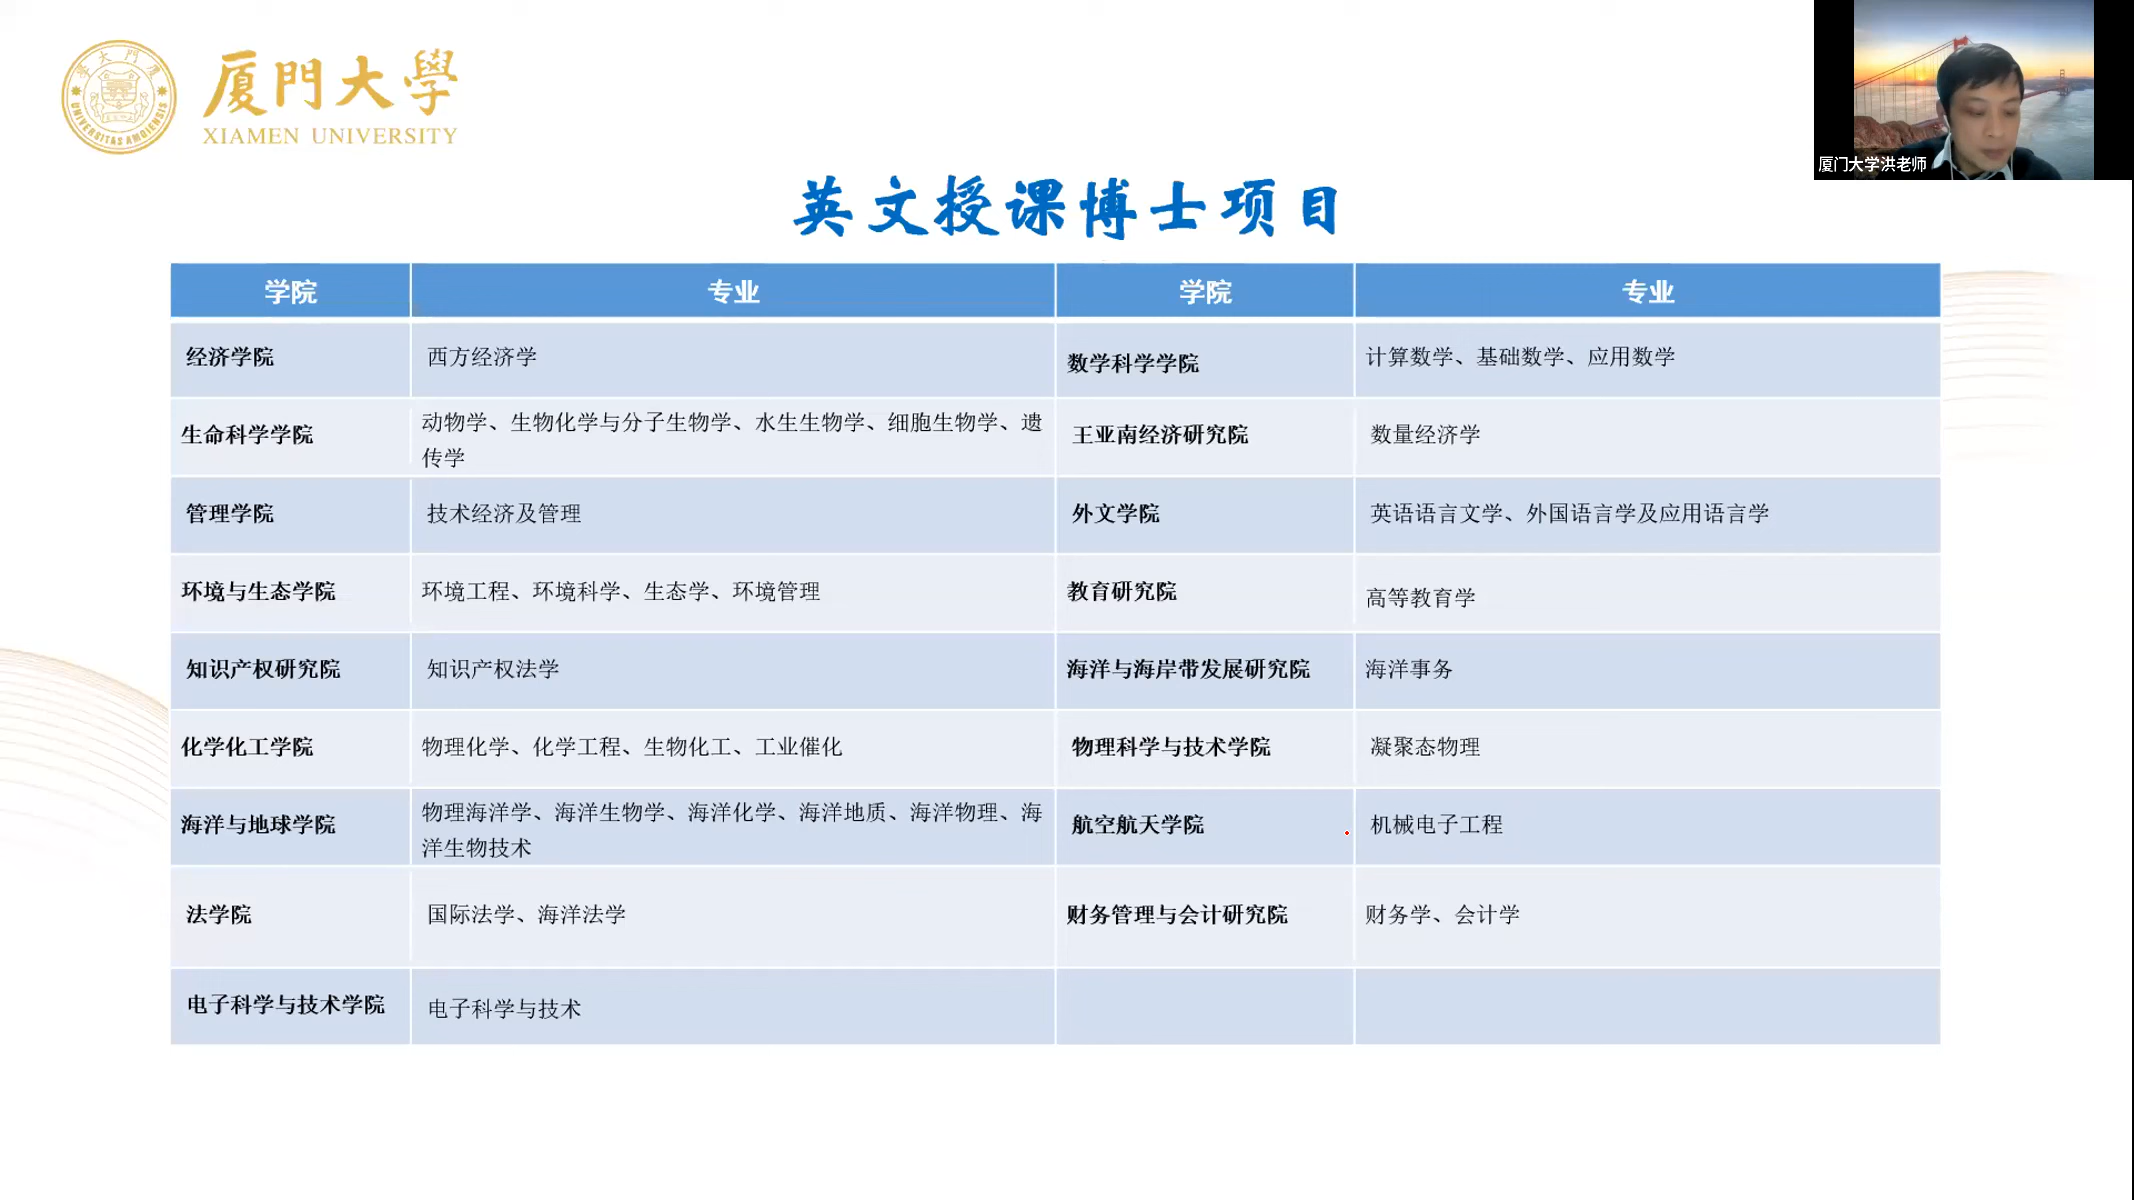 廈門大學
UNIVERSITAS AMOIENSIS
厦門大學
XIAMEN UNIVERSITY
厦门大学洪老师
英文授课博士项目
学院 专业 学院 专业
经济学院 西方经济学 数学科学学院 计算数学、基础数学、应用数学
生命科学学院 动物学、生物化学与分子生物学、水生生物学、细胞生物学、遗
传学 王亚南经济研究院 数量经济学
管理学院 技术经济及管理 外文学院 英语语言文学、外国语言学及应用语言学
环境与生态学院 环境工程、环境科学、生态学、环境管理 教育研究院 高等教育学
知识产权研究院 知识产权法学 海洋与海岸带发展研究院 海洋事务
化学化工学院 物理化学、化学工程、生物化工、工业催化 物理科学与技术学院 凝聚态物理
海洋与地球学院 物理海洋学、海洋生物学、海洋化学、海洋地质、海洋物理、海
洋生物技术 航空航天学院 机械电子工程
法学院 国际法学、海洋法学 财务管理与会计研究院 财务学、会计学
电子科学与技术学院 电子科学与技术